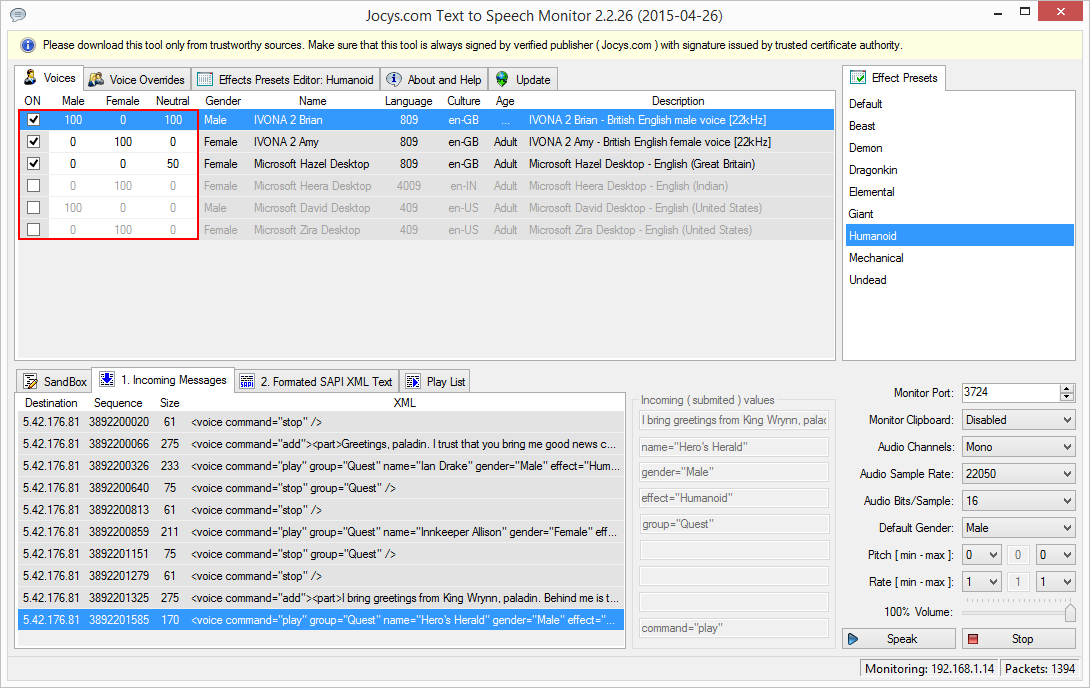 Jocys.com Text to Speech Monitor 2.2.26 (2015-04-26)
Please download this tool only from trustworthy sources. Make sure that this tool is always signed by verified publisher ( Jocys.com ) with signature issued by trusted certificate authority.
Voices Voice Overrides Effects Presets Editor: Humanoid About and Help Update
ON Male Female Neutral Gender Name Language Culture Age Description
100 0 100 Male IVONA 2 Brian 809 en-GB ... IVONA 2 Brian - British English male voice [22kHz]
0 100 0 Female IVONA 2 Amy 809 en-GB Adult IVONA 2 Amy - British English female voice [22kHz]
0 0 50 Female Microsoft Hazel Desktop 809 en-GB Adult Microsoft Hazel Desktop - English (Great Britain)
0 100 0 Female Microsoft Heera Desktop 4009 en-IN Adult Microsoft Heera Desktop - English (Indian)
100 0 0 Male Microsoft David Desktop 409 en-US Adult Microsoft David Desktop - English (United States)
0 100 0 Female Microsoft Zira Desktop 409 en-US Adult Microsoft Zira Desktop - English (United States)
Effect Presets
Default
Beast
Demon
Dragonkin
Elemental
Giant
Humanoid
Mechanical
Undead
SandBox 1. Incoming Messages 2. Formated SAPI XML Text Play List
Destination Sequence Size XML
5.42.176.81 3892200020 61 <voice command="stop" />
5.42.176.81 3892200066 275 <voice command="add"><part>Greetings, paladin. I trust that you bring me good news c...
5.42.176.81 3892200326 233 <voice command="play" group="Quest" name="Ian Drake" gender="Male" effect="Hum...
5.42.176.81 3892200640 75 <voice command="stop" group="Quest" />
5.42.176.81 3892200813 61 <voice command="stop" />
5.42.176.81 3892200859 211 <voice command="play" group="Quest" name="Innkeeper Allison" gender="Female" eff...
5.42.176.81 3892201151 75 <voice command="stop" group="Quest" />
5.42.176.81 3892201279 61 <voice command="stop" />
5.42.176.81 3892201325 275 <voice command="add"><part>I bring greetings from King Wrynn, paladin. Behind me is t...
5.42.176.81 3892201585 170 <voice command="play" group="Quest" name="Hero's Herald" gender="Male" effect="...
Incoming ( submited ) values
I bring greetings from King Wrynn, palac
name="Hero's Herald"
gender="Male"
effect="Humanoid"
group="Quest"
command="play"
Monitor Port: 3724
Monitor Clipboard: Disabled
Audio Channels: Mono
Audio Sample Rate: 22050
Audio Bits/Sample: 16
Default Gender: Male
Pitch [ min - max ]: 0 0 0
Rate [ min - max ]: 1 1 1
100% Volume:
Speak Stop
Monitoring: 192.168.1.14 Packets: 1394